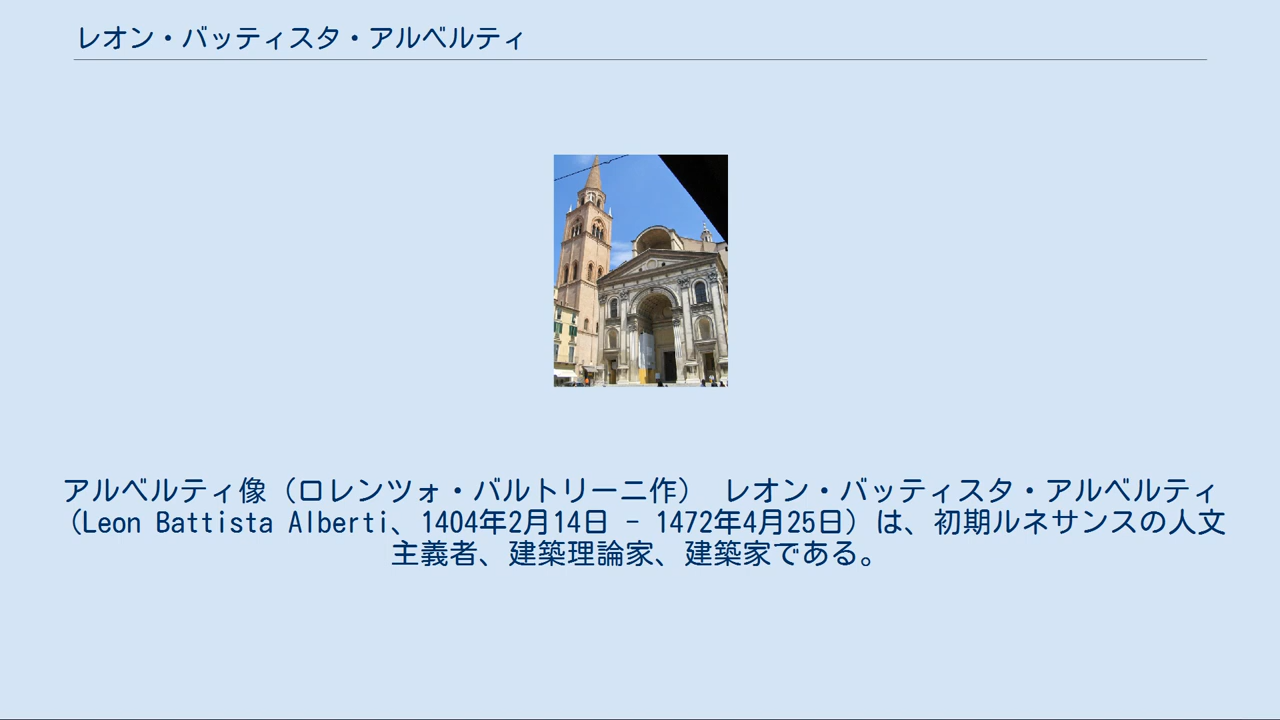 レオン・バッティスタ・アルベルティ
アルベルティ像（ロレンツォ・バルトリーニ作） レオン・バッティスタ・アルベルティ
（Leon Battista Alberti、1404年2月14日 - 1472年4月25日）は、初期ルネサンスの人文
主義者、建築理論家、建築家である。